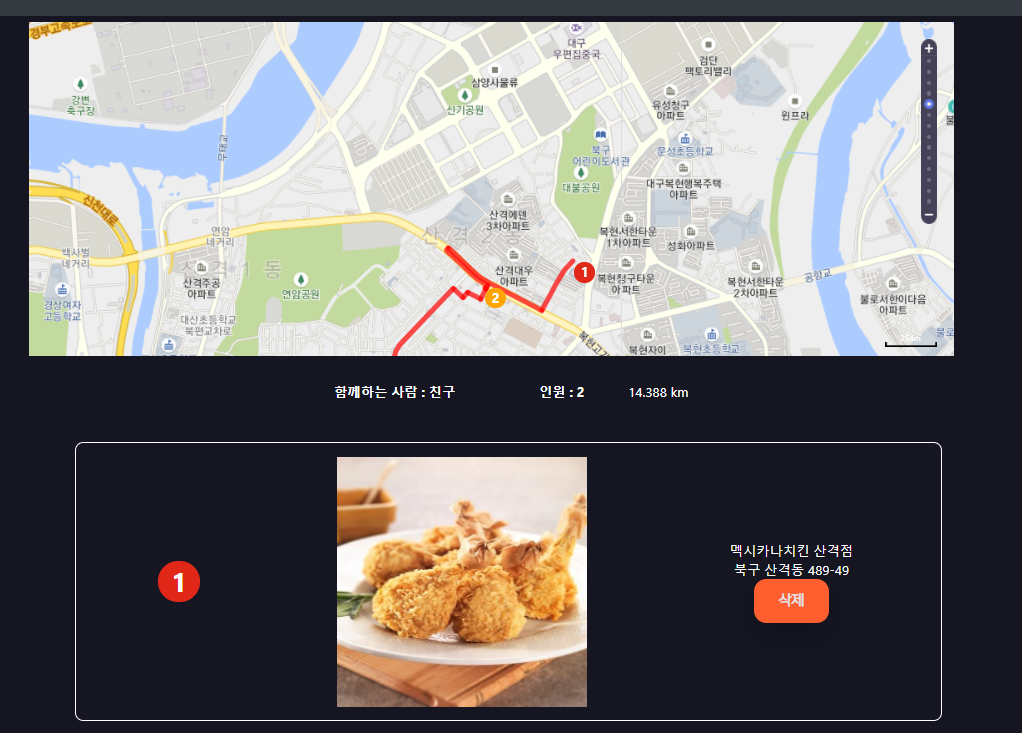 경부고속도로
대구
우편집중국
검단
팩토리밸리
삼양사물류
강변
축구장
신기공원
유성청구
아파트
윈프라
북구
어린이도서관
문성초등학교
대불공원
대구복현행복주택
아파트
신천대로
산격에덴
3차아파트
연암
네거리
산격2동
복현서한타운
1차아파트
성화아파트
백사벌
네거리
산격1동
산격주공
아파트
산격대우
아파트
1
복현청구타운
아파트
복현서한타운
2차아파트
공항교
연암공원
2
경상여자
고등학교
불로서한이다음
아파트
대산초등학교
북편교차로
복현자이
복현초등학교
불로
함께하는 사람 : 친구 인원 : 2 14.388 km
1
멕시카나치킨 산격점
북구 산격동 489-49
삭제